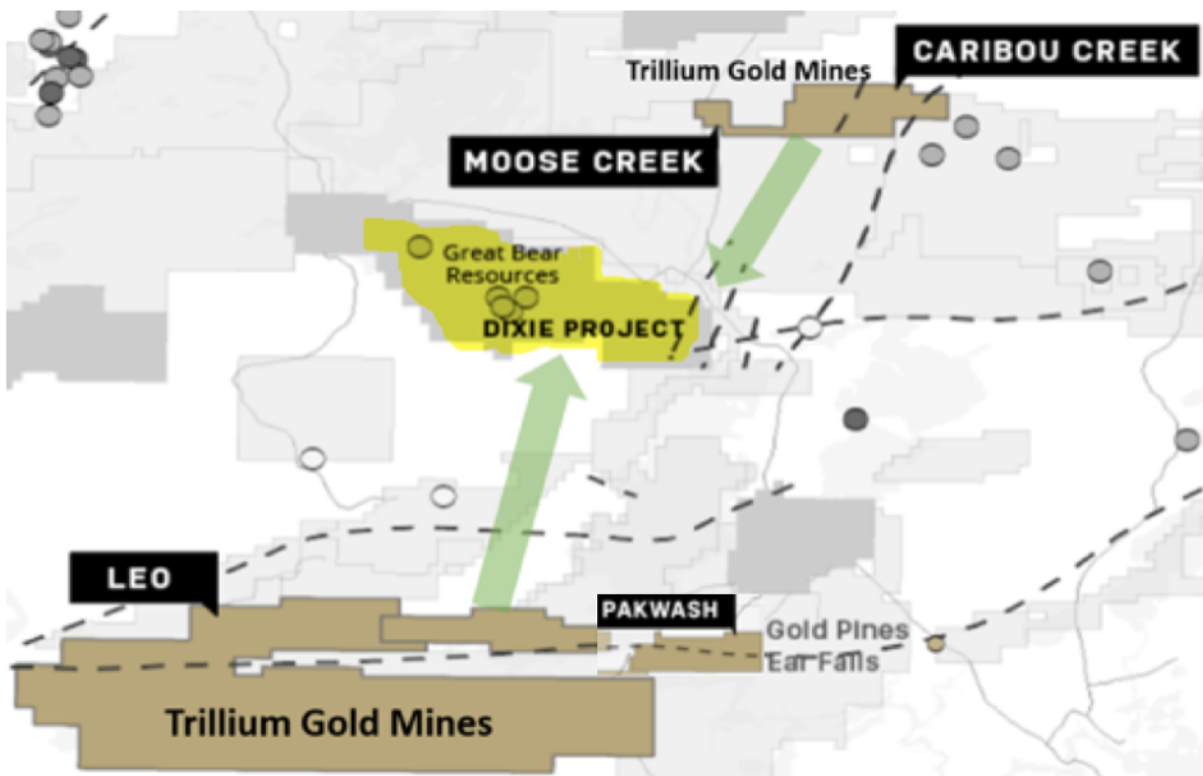 CARIBOU CREEK
Trillium Gold Mines
MOOSE CREEK
Great Bear
Resources
DIXIE PROJECT
LEO
PAKWASH
Gold Pines
Ear Falls
Trillium Gold Mines